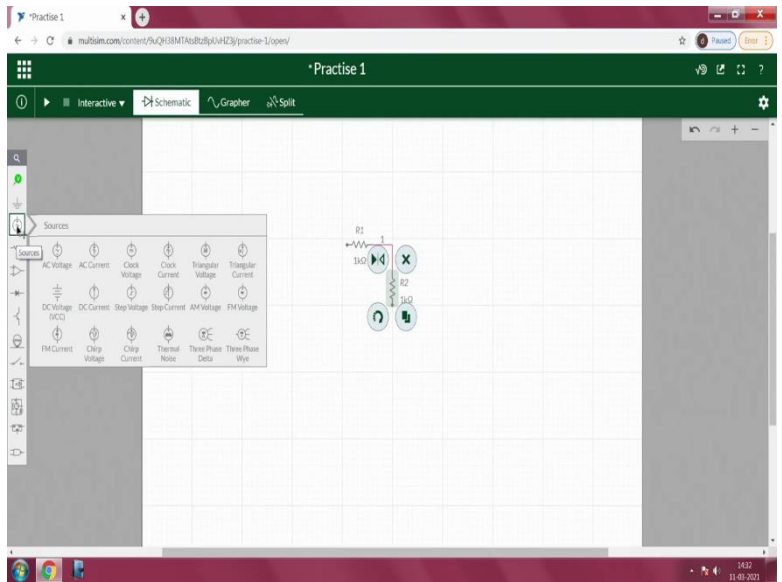 *Practise 1
multisim.com/content/9uQH38MTAtsBtzBpUvHZ3j/practise-1/open/
Paused
Error
*Practise 1
Interactive
Schematic
Grapher
Split
Sources
Sources
AC Voltage AC Current Clock Voltage Clock Current Triangular Voltage Triangular Current
DC Voltage (VCC) DC Current Step Voltage Step Current AM Voltage FM Voltage
FM Current Chirp Voltage Chirp Current Thermal Noise Three Phase Delta Three Phase Wye
R1
1
1kΩ
R2
1kΩ
14:32
11-03-2021